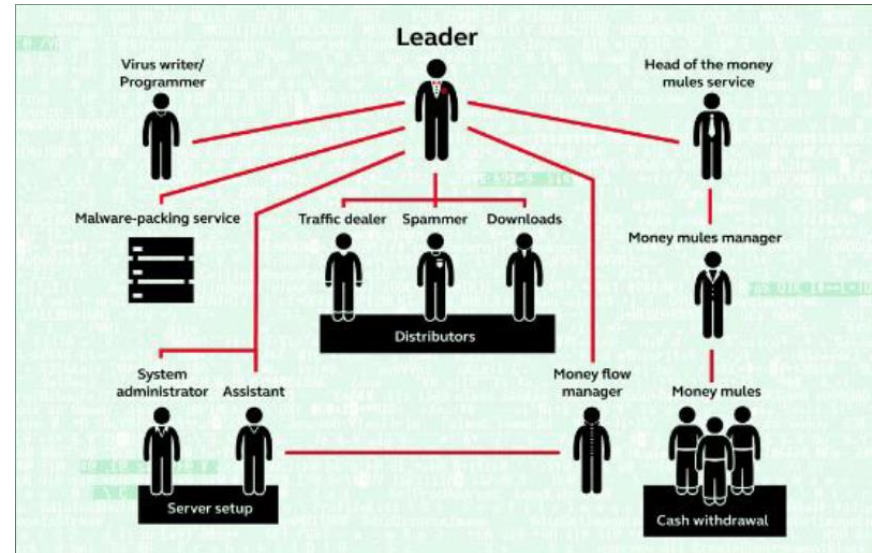 Leader
Virus writer/
Programmer
Head of the money
mules service
Malware-packing service
Traffic dealer
Spammer
Downloads
Money mules manager
Distributors
System
administrator
Assistant
Money flow
manager
Money mules
Server setup
Cash withdrawal